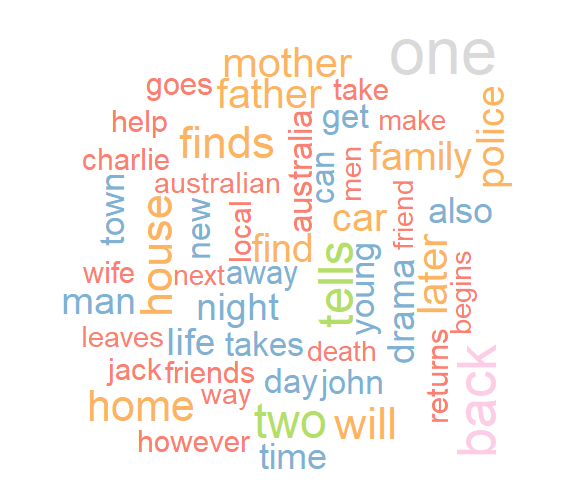 one
mother
goes
father
take
police
help
australia
get
make
finds
charlie
can
men
family
australian
town
house
new
local
car
friend
also
find
tells
young
drama
later
begins
wife
next
away
man
night
leaves
life
takes
death
returns
back
jack
friends
way
day
john
home
two
will
however
time